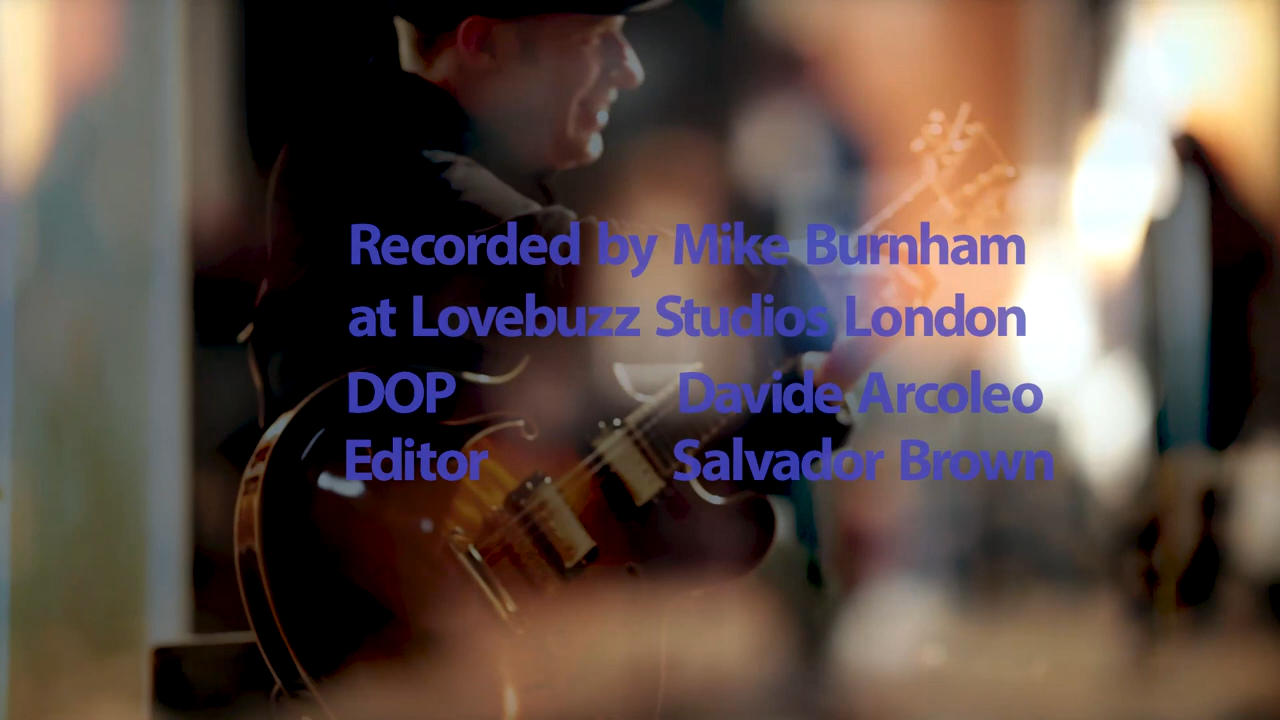 Recorded by Mike Burnham
at Lovebuzz Studios London
DOP Davide Arcoleo
Editor Salvador Brown